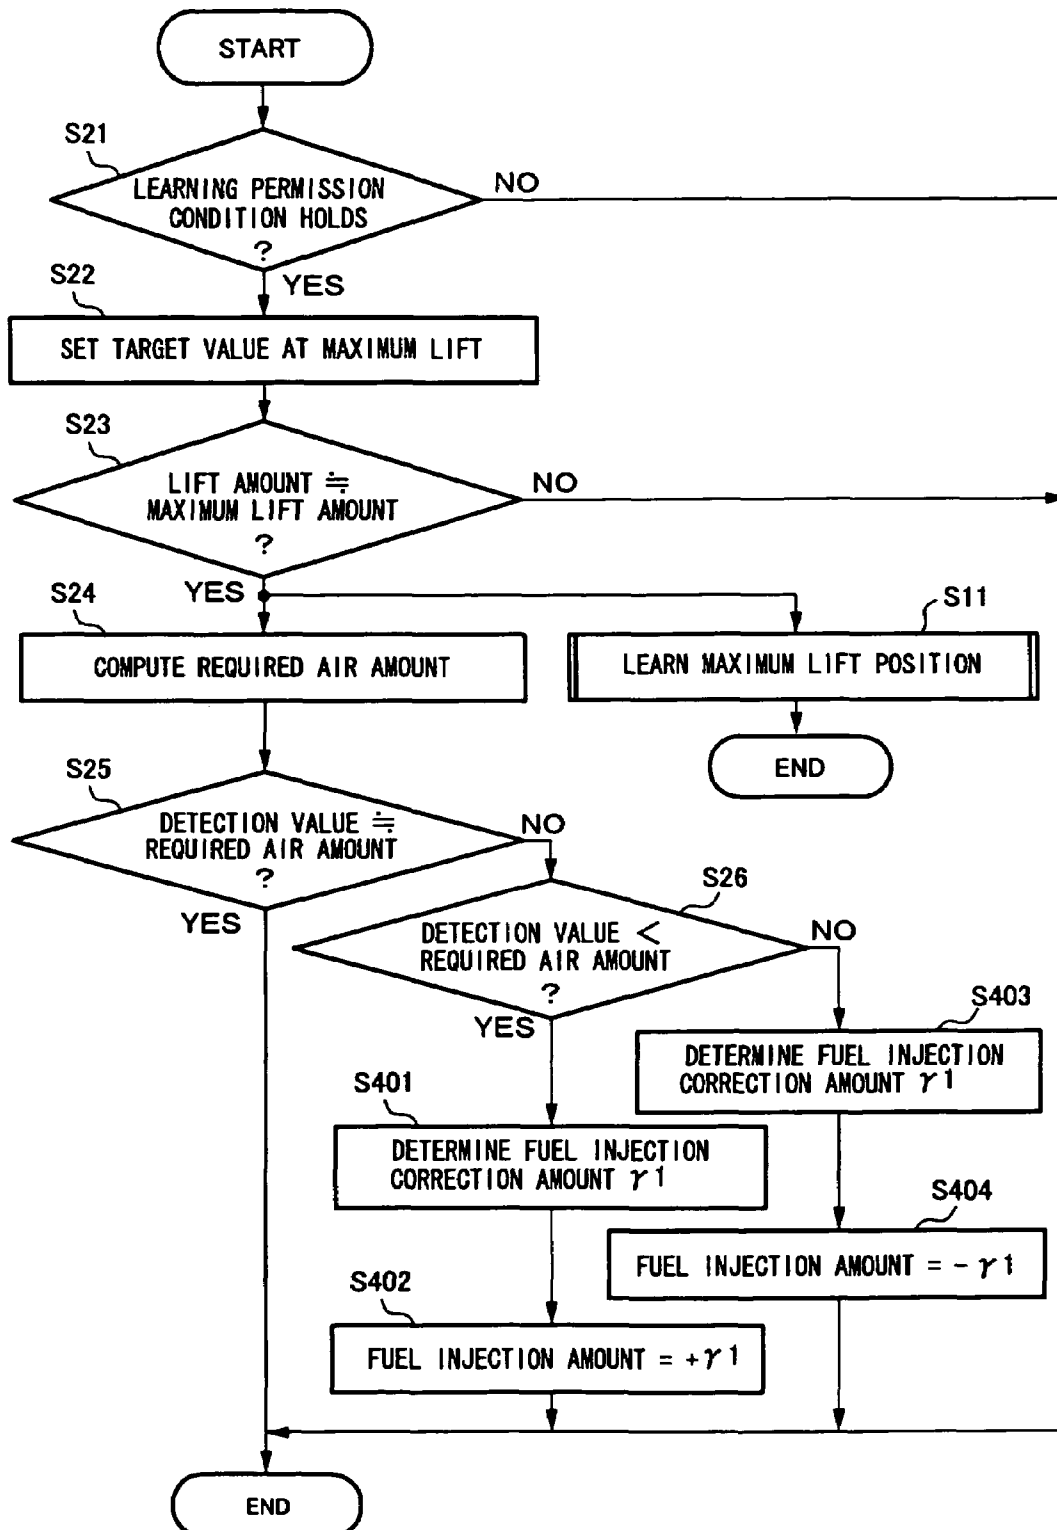 START
S21
LEARNING PERMISSION
CONDITION HOLDS
?
NO
YES
S22
SET TARGET VALUE AT MAXIMUM LIFT
S23
LIFT AMOUNT ≒
MAXIMUM LIFT AMOUNT
?
NO
YES
S24
COMPUTE REQUIRED AIR AMOUNT
S11
LEARN MAXIMUM LIFT POSITION
END
S25
DETECTION VALUE ≒
REQUIRED AIR AMOUNT
?
NO
YES
S26
DETECTION VALUE <
REQUIRED AIR AMOUNT
?
NO
YES
S403
DETERMINE FUEL INJECTION
CORRECTION AMOUNT γ1
S401
DETERMINE FUEL INJECTION
CORRECTION AMOUNT γ1
S404
FUEL INJECTION AMOUNT = - γ1
S402
FUEL INJECTION AMOUNT = +γ1
END